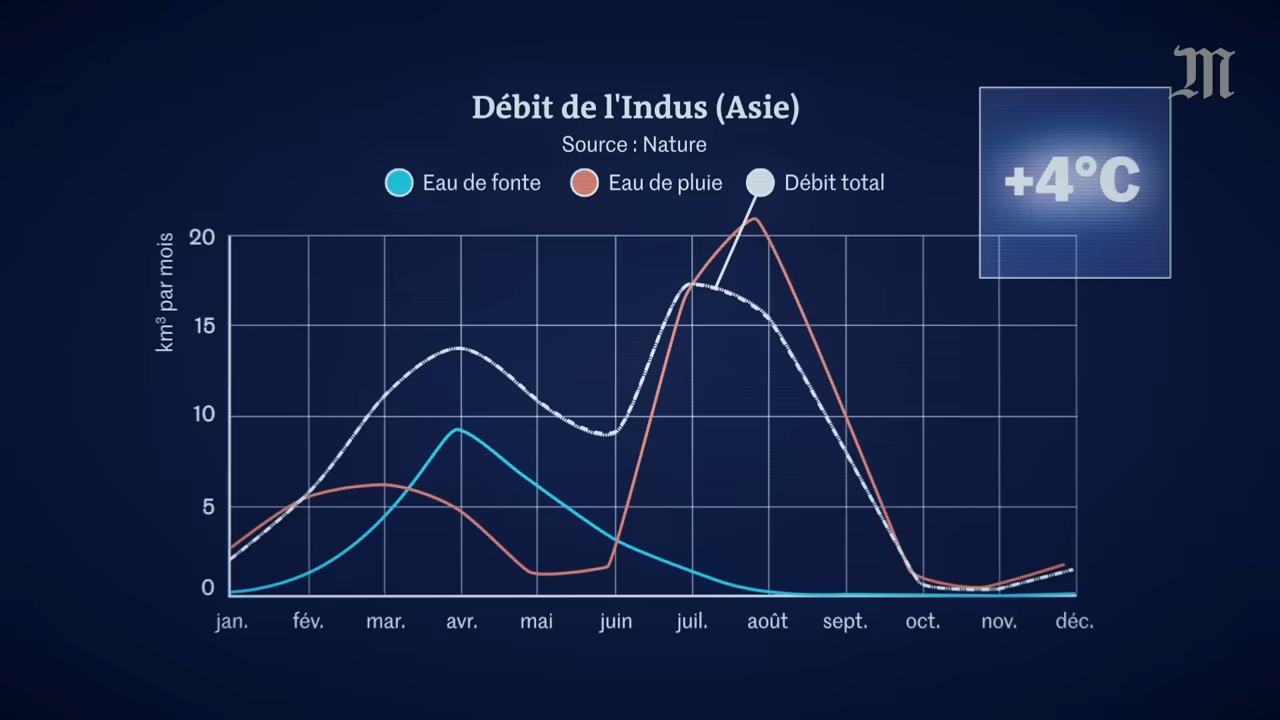 M
Débit de l'Indus (Asie)
Source : Nature
Eau de fonte
Eau de pluie
Débit total
+4°C
km³ par mois
20
15
10
5
0
jan. fév. mar. avr. mai juin juil. août sept. oct. nov. déc.